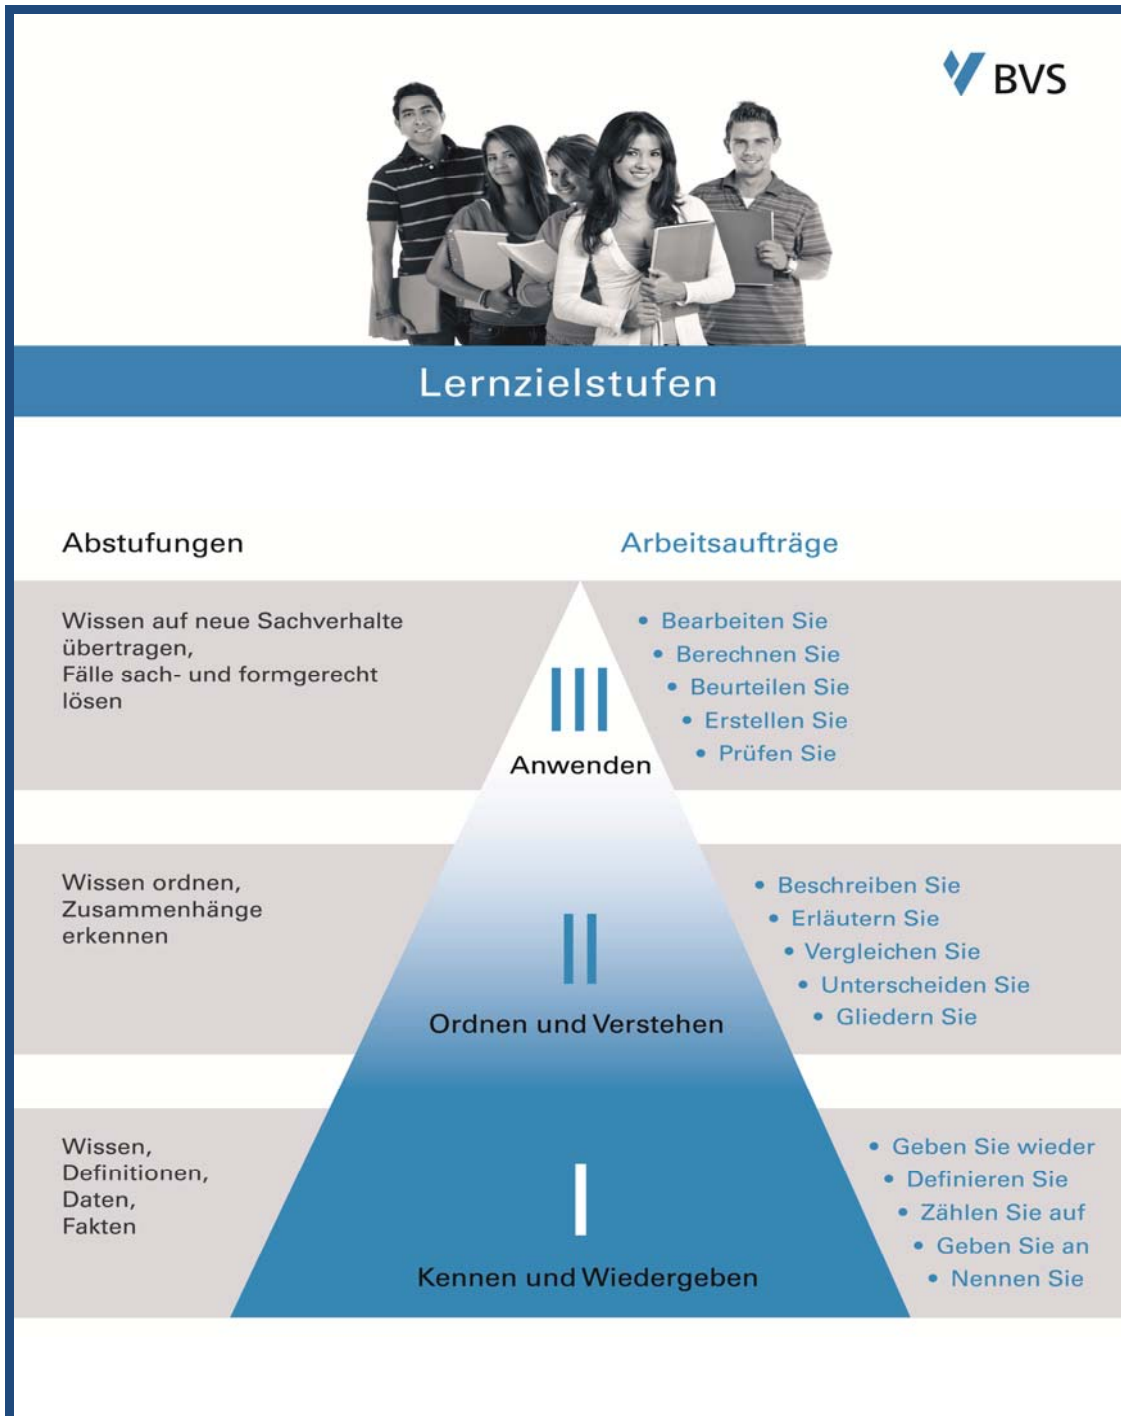 BVS
Lernzielstufen
Abstufungen
Arbeitsaufträge
Wissen auf neue Sachverhalte
übertragen,
Fälle sach- und formgerecht
lösen
III
Anwenden
• Bearbeiten Sie
• Berechnen Sie
• Beurteilen Sie
• Erstellen Sie
• Prüfen Sie
Wissen ordnen,
Zusammenhänge
erkennen
II
Ordnen und Verstehen
• Beschreiben Sie
• Erläutern Sie
• Vergleichen Sie
• Unterscheiden Sie
• Gliedern Sie
Wissen,
Definitionen,
Daten,
Fakten
I
Kennen und Wiedergeben
• Geben Sie wieder
• Definieren Sie
• Zählen Sie auf
• Geben Sie an
• Nennen Sie